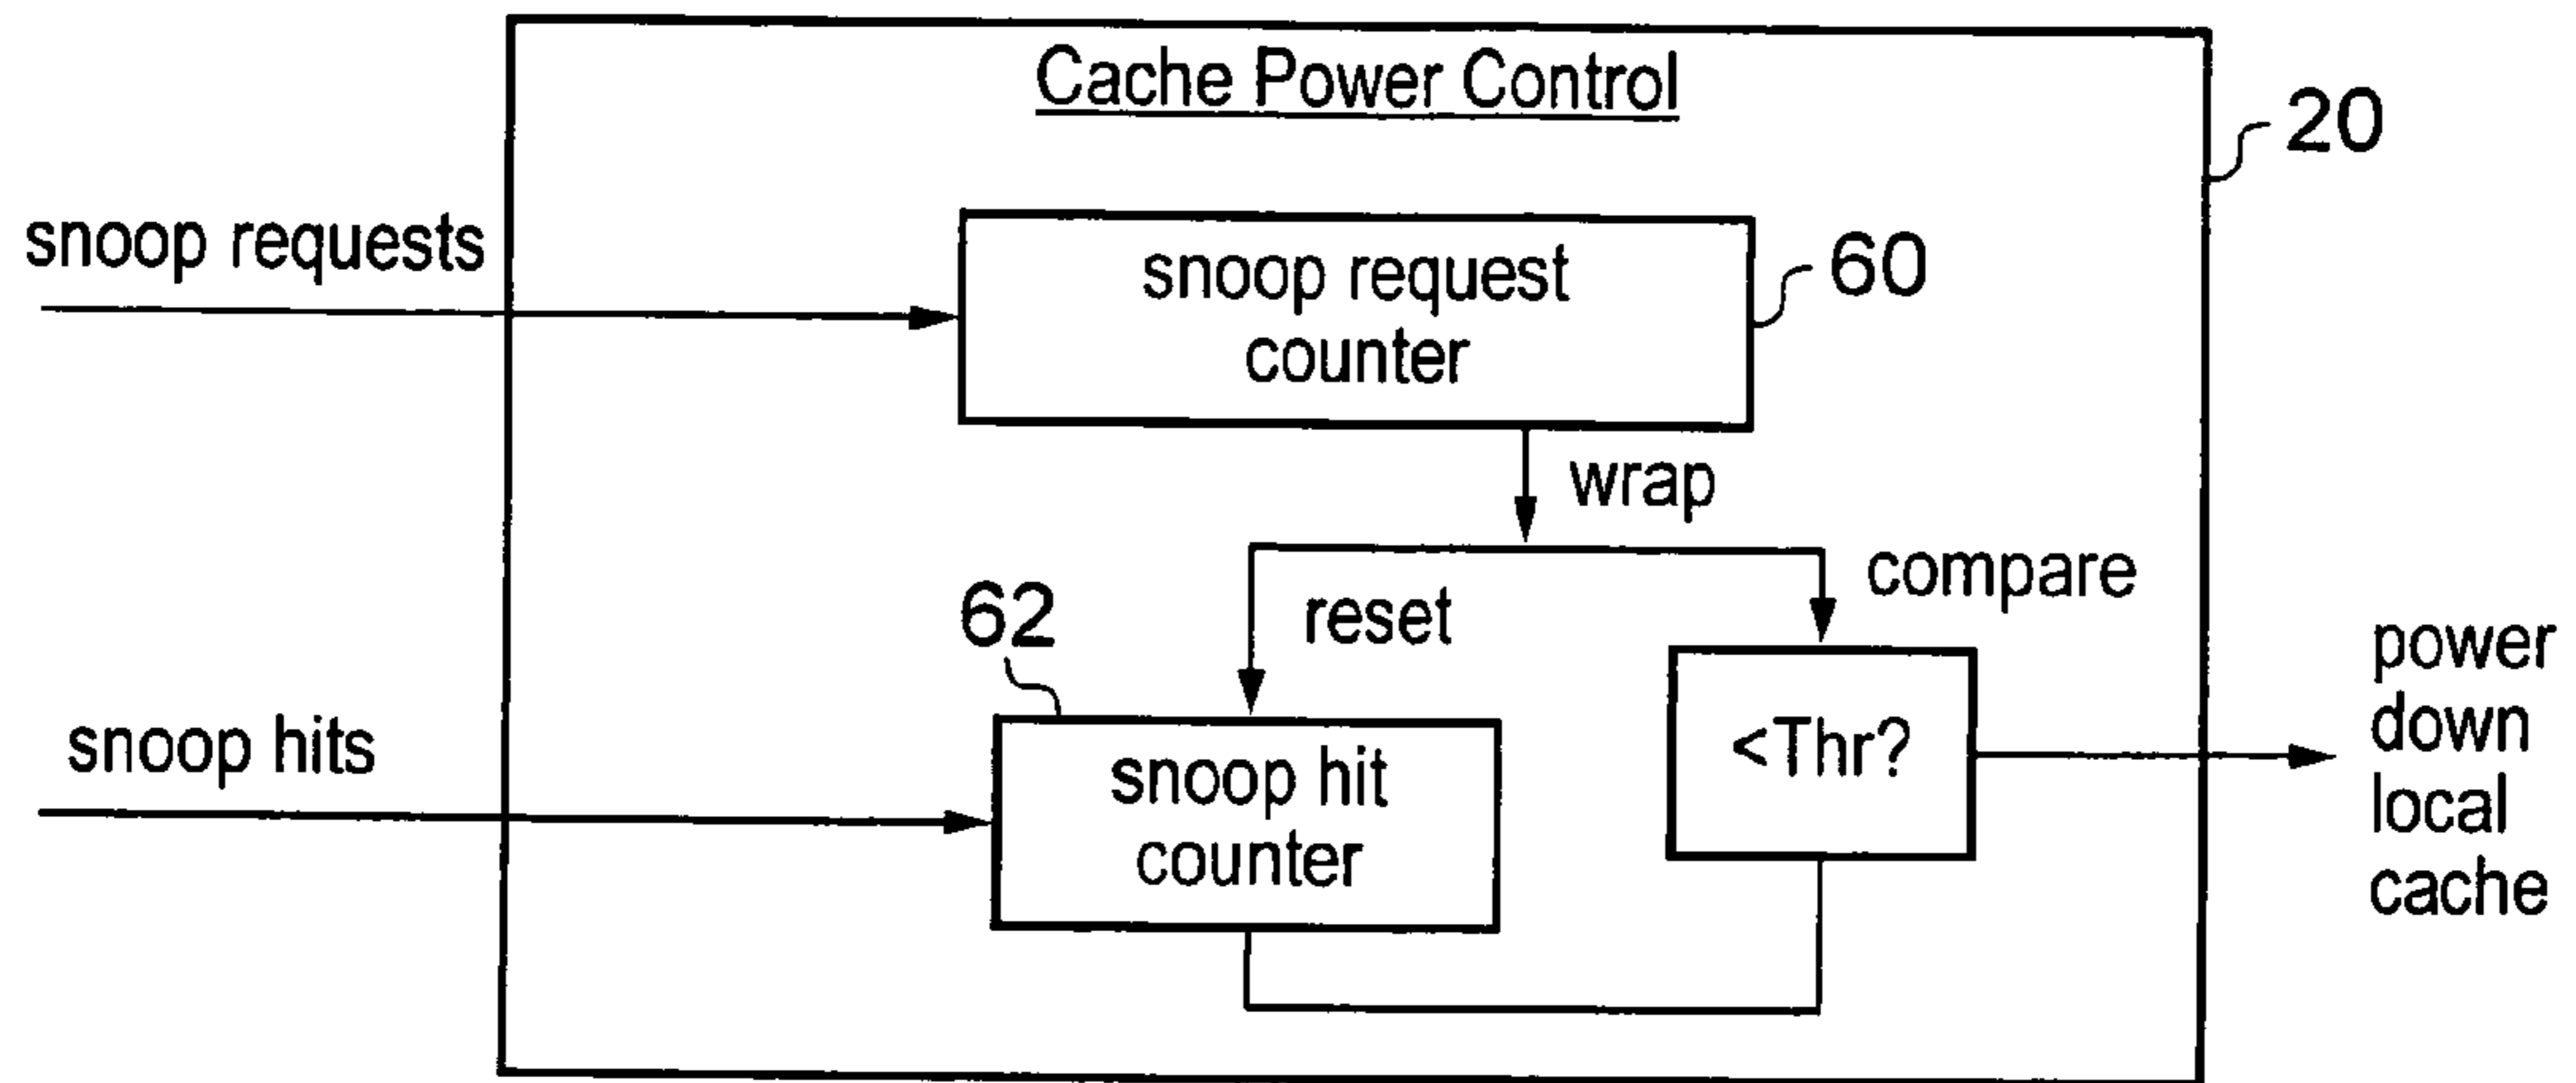 Cache Power Control
20
snoop requests
snoop request
counter
60
wrap
compare
reset
62
snoop hits
snoop hit
counter
<Thr?
power
down
local
cache